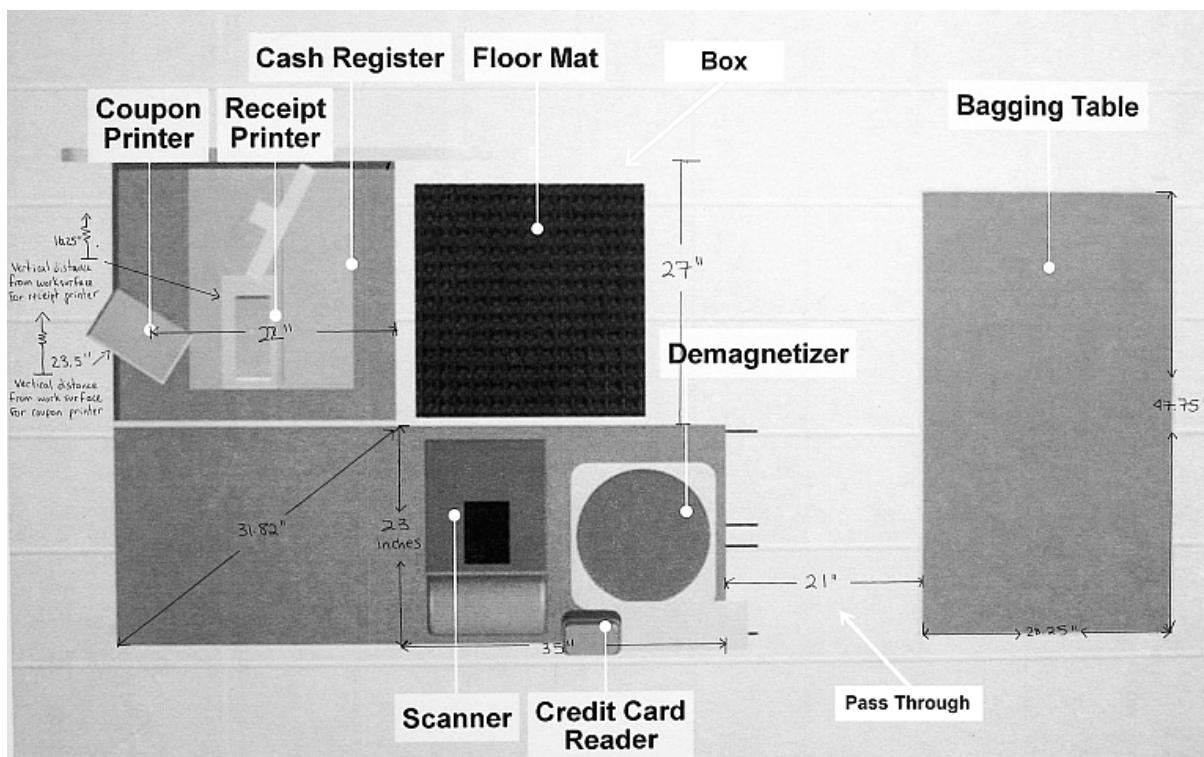 Cash Register
Floor Mat
Box
Coupon
Printer
Receipt
Printer
Bagging Table
16.25"
Vertical distance
from work surface
for receipt printer
22"
27"
23.5"
Vertical distance
from work surface
For coupon printer
Demagnetizer
47.75"
31.82"
23
inches
21"
28.25"
35"
Scanner
Credit Card
Reader
Pass Through